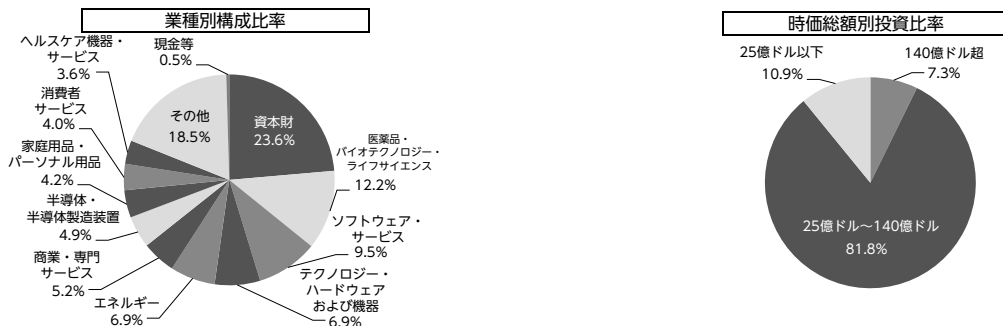 業種別構成比率
現金等
0.5%
資本財
23.6%
医薬品・
バイオテクノロジー・
ライフサイエンス
12.2%
ソフトウェア・
サービス
9.5%
テクノロジー・
ハードウェア
および機器
6.9%
エネルギー
6.9%
商業・専門
サービス
5.2%
半導体・
半導体製造装置
4.9%
家庭用品・
パーソナル用品
4.2%
消費者
サービス
4.0%
ヘルスケア機器・
サービス
3.6%
その他
18.5%
時価総額別投資比率
25億ドル以下
10.9%
140億ドル超
7.3%
25億ドル～140億ドル
81.8%